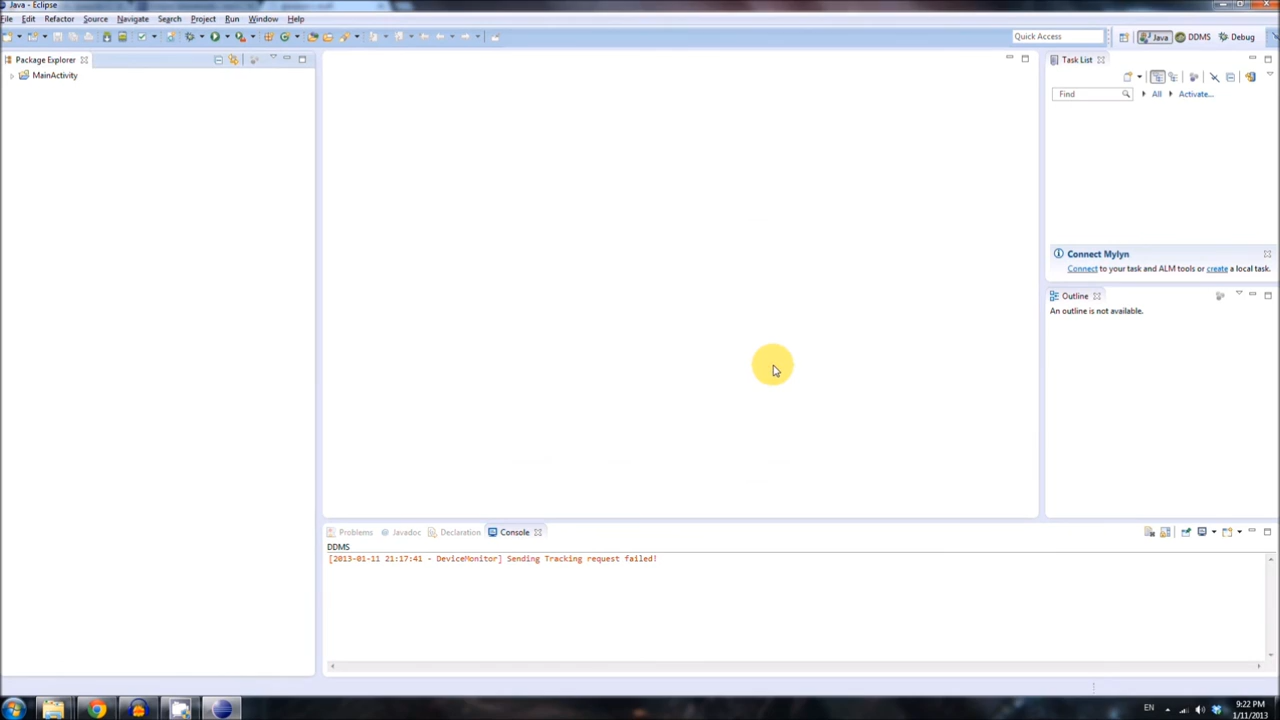 Java - Eclipse
File Edit Refactor Source Navigate Search Project Run Window Help
Quick Access
Java
DDMS
Debug
Package Explorer
MainActivity
Task List
Find
All
Activate...
Connect Mylyn
Connect to your task and ALM tools or create a local task.
Outline
An outline is not available.
Problems
Javadoc
Declaration
Console
DDMS
[2013-01-11 21:17:41 - DeviceMonitor] Sending Tracking request failed!
EN
9:22 PM
1/11/2013